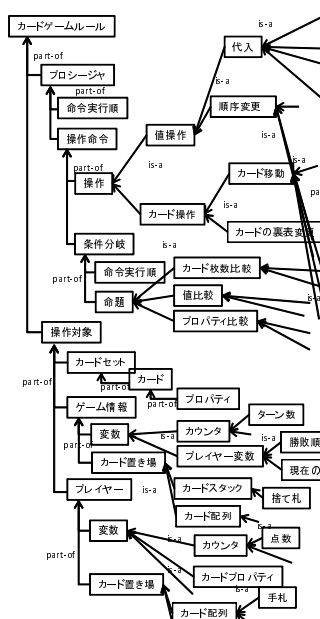 カードゲームルール
is-a
代入
part-of
プロシージャ
is-a
part-of
命令実行順
順序変更
操作命令
値操作
is-a
is-a
part-of
is-a
操作
カード移動
pa
カード操作
is-a
カードの裏表変更
条件分岐
is-a
命令実行順
カード枚数比較
part-of
命題
値比較
is-a
プロパティ比較
操作対象
カードセット
カード
part-of
part-of
プロパティ
part-of
ゲーム情報
ターン数
変数
カウンタ
is-a
is-a
勝敗順
part-of
プレイヤー変数
カード置き場
現在の
プレイヤー
is-a
カードスタック
捨て札
カード配列
変数
is-a
点数
is-a
カウンタ
part-of
is-a
カードプロパティ
カード置き場
is-a
手札
カード配列